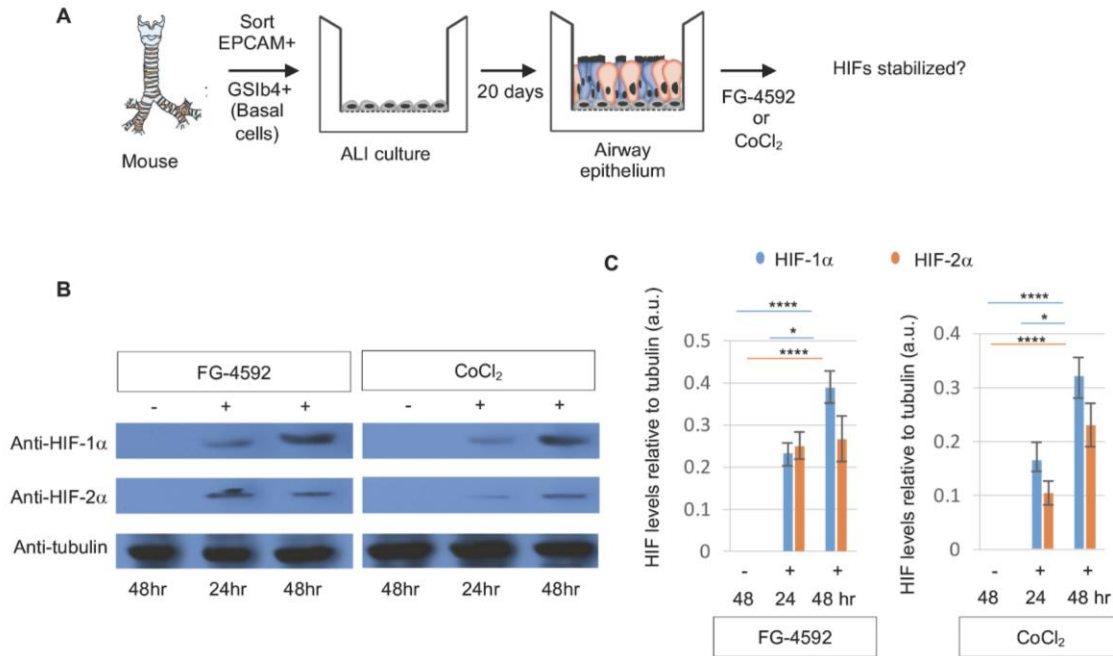 A
Sort
EPCAM+
GSIb4+
(Basal
cells)
:
Mouse
ALI culture
20 days
Airway
epithelium
FG-4592
or
CoCl₂
HIFs stabilized?
B
FG-4592
CoCl₂
- + + - + +
Anti-HIF-1α
Anti-HIF-2α
Anti-tubulin
48hr 24hr 48hr 48hr 24hr 48hr
C
HIF-1α HIF-2α
HIF levels relative to tubulin (a.u.)
****
*
****
0.5
0.4
0.3
0.2
0.1
0
- + +
48 24 48 hr
FG-4592
HIF levels relative to tubulin (a.u.)
****
*
****
0.4
0.3
0.2
0.1
0
- + +
48 24 48 hr
CoCl₂